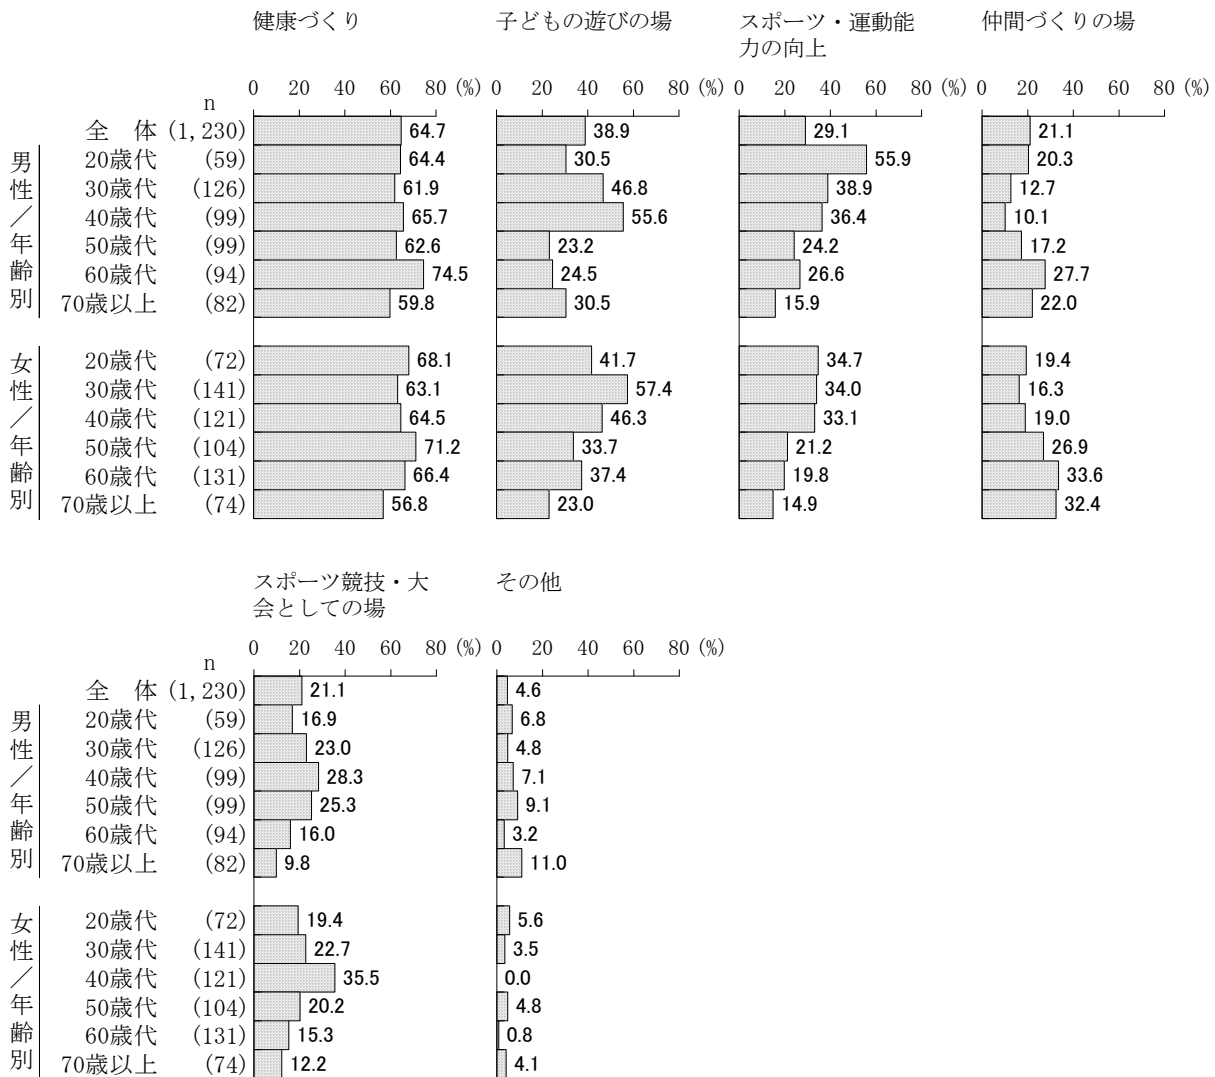 健康づくり 子どもの遊びの場 スポーツ・運動能 仲間づくりの場
力の向上
0 20 40 60 80 (%) 0 20 40 60 80 (%) 0 20 40 60 80 (%) 0 20 40 60 80 (%)
n
全 体 (1,230) 64.7 38.9 29.1 21.1
男性/年齢別
20歳代 (59) 64.4 30.5 55.9 20.3
30歳代 (126) 61.9 46.8 38.9 12.7
40歳代 (99) 65.7 55.6 36.4 10.1
50歳代 (99) 62.6 23.2 24.2 17.2
60歳代 (94) 74.5 24.5 26.6 27.7
70歳以上 (82) 59.8 30.5 15.9 22.0
女性/年齢別
20歳代 (72) 68.1 41.7 34.7 19.4
30歳代 (141) 63.1 57.4 34.0 16.3
40歳代 (121) 64.5 46.3 33.1 19.0
50歳代 (104) 71.2 33.7 21.2 26.9
60歳代 (131) 66.4 37.4 19.8 33.6
70歳以上 (74) 56.8 23.0 14.9 32.4
スポーツ競技・大 その他
会としての場
0 20 40 60 80 (%) 0 20 40 60 80 (%)
n
全 体 (1,230) 21.1 4.6
男性/年齢別
20歳代 (59) 16.9 6.8
30歳代 (126) 23.0 4.8
40歳代 (99) 28.3 7.1
50歳代 (99) 25.3 9.1
60歳代 (94) 16.0 3.2
70歳以上 (82) 9.8 11.0
女性/年齢別
20歳代 (72) 19.4 5.6
30歳代 (141) 22.7 3.5
40歳代 (121) 35.5 0.0
50歳代 (104) 20.2 4.8
60歳代 (131) 15.3 0.8
70歳以上 (74) 12.2 4.1